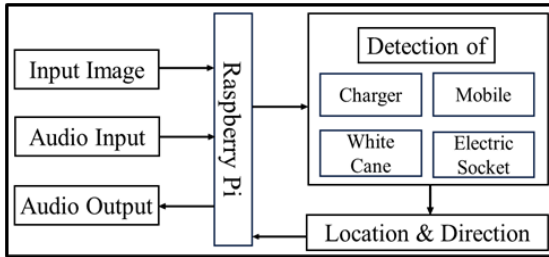 Input Image
Audio Input
Audio Output
Raspberry Pi
Detection of
Charger
Mobile
White
Cane
Electric
Socket
Location & Direction